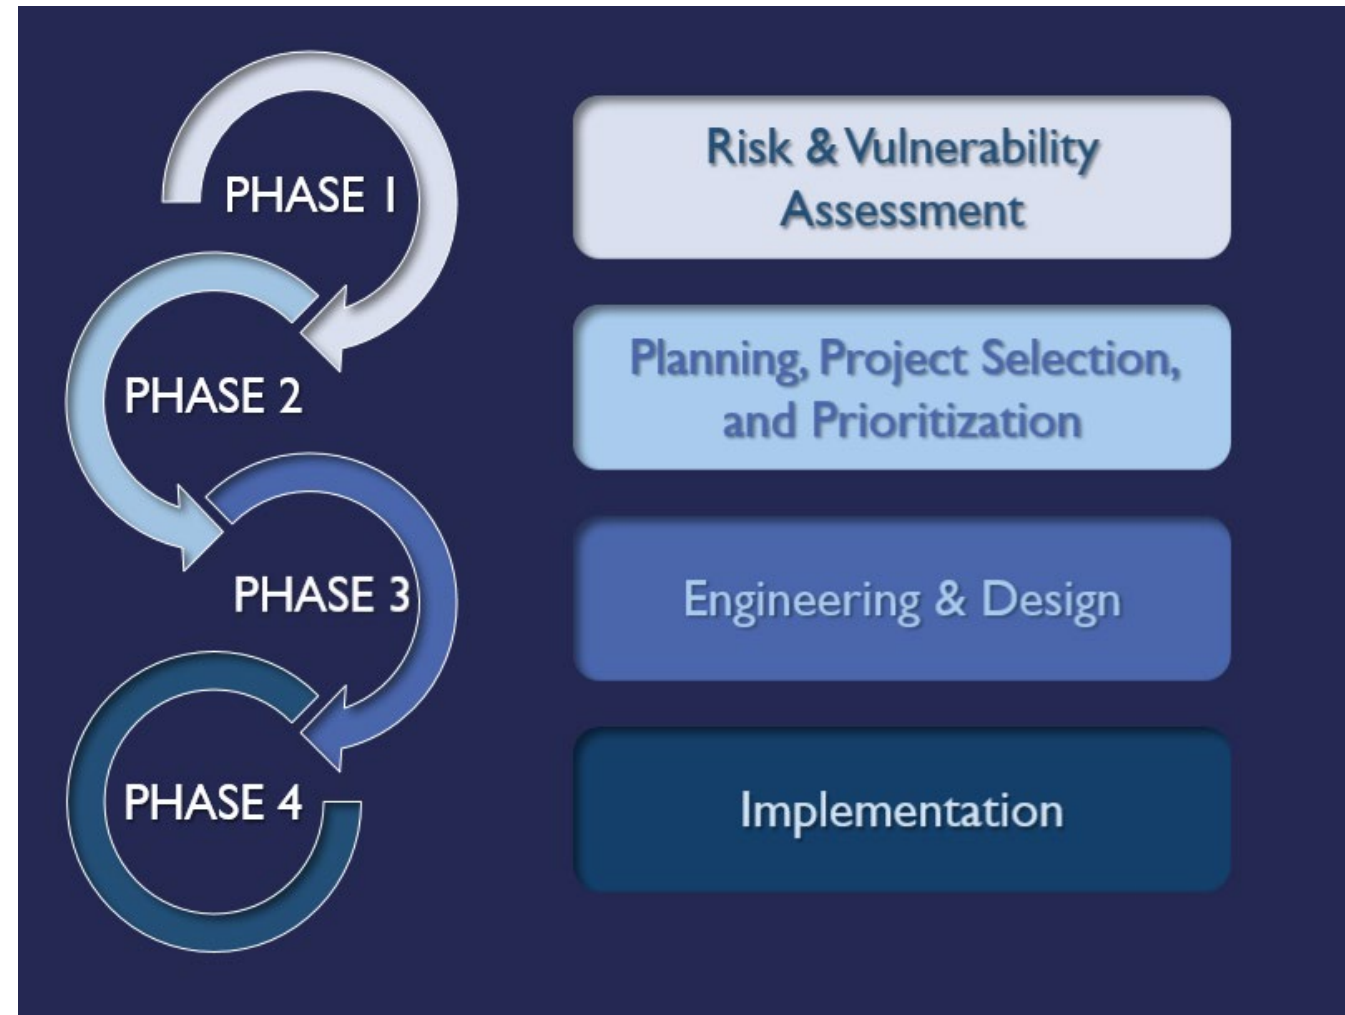 PHASE 1
Risk & Vulnerability
Assessment
PHASE 2
Planning, Project Selection,
and Prioritization
PHASE 3
Engineering & Design
PHASE 4
Implementation